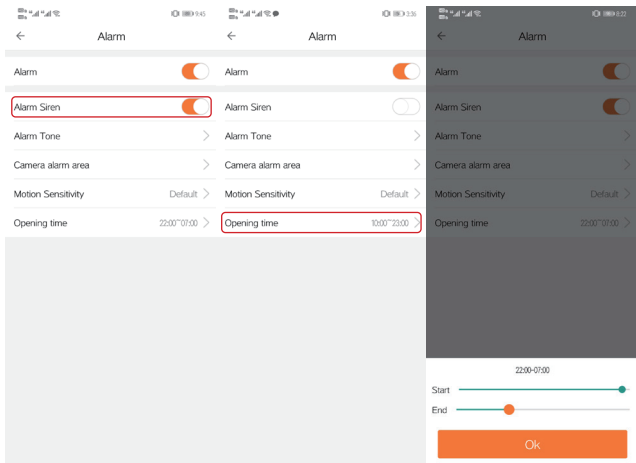 9:45
Alarm
Alarm
Alarm Siren
Alarm Tone
Camera alarm area
Motion Sensitivity Default
Opening time 22:00~07:00
3:36
Alarm
Alarm
Alarm Siren
Alarm Tone
Camera alarm area
Motion Sensitivity Default
Opening time 10:00~23:00
8:22
Alarm
Alarm
Alarm Siren
Alarm Tone
Camera alarm area
Motion Sensitivity Default
Opening time 22:00~07:00
22:00-07:00
Start
End
Ok